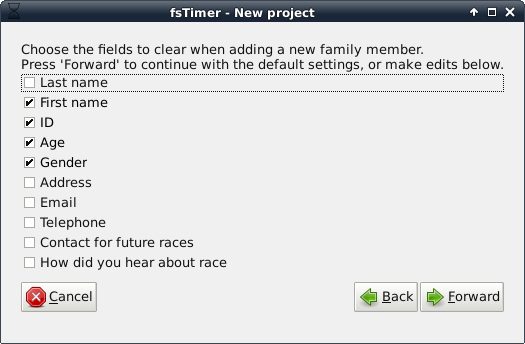 fsTimer - New project
Choose the fields to clear when adding a new family member.
Press 'Forward' to continue with the default settings, or make edits below.
Last name
First name
ID
Age
Gender
Address
Email
Telephone
Contact for future races
How did you hear about race
Cancel
Back
Forward